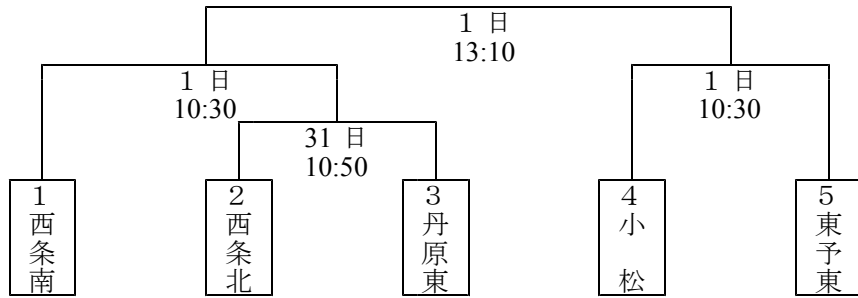 １ 日
13:10
１ 日
10:30
１ 日
10:30
31 日
10:50
１西条南
２西条北
３丹原東
４小　松
５東予東